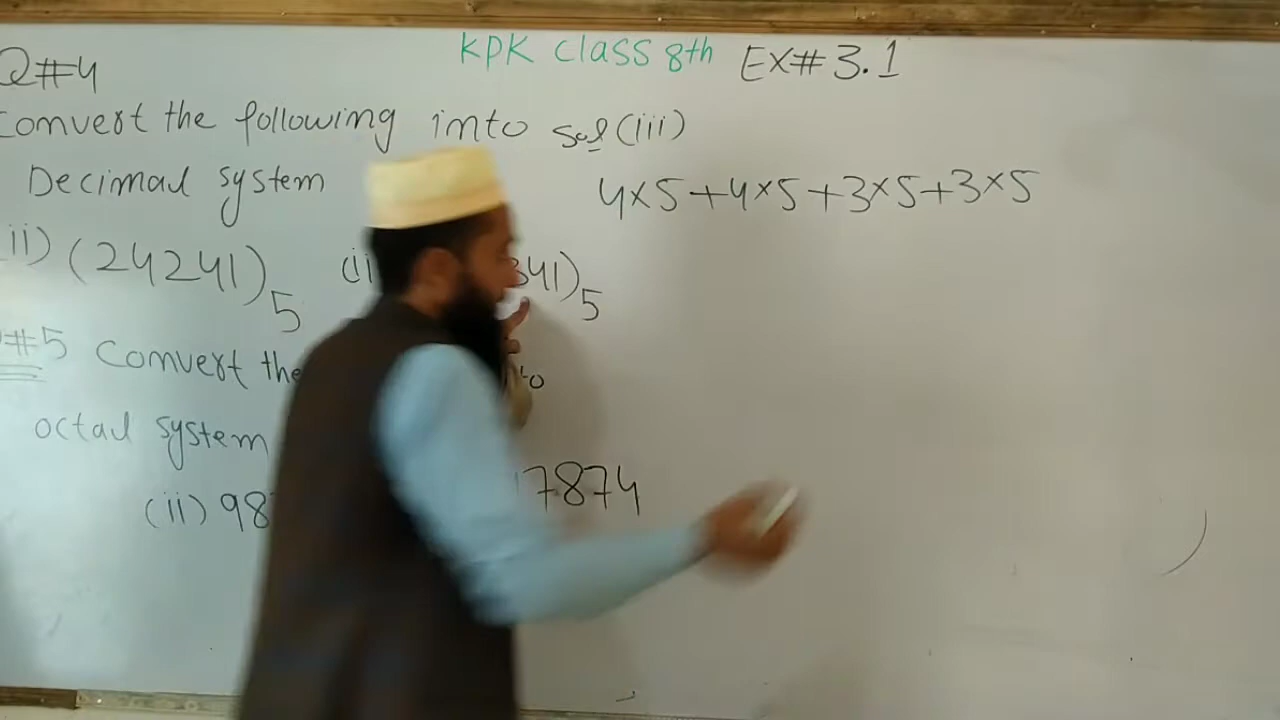 KPK Class 8th EX# 3.1
Q#4
Convert the following into
Decimal system
ii) (24241)5
341)5
#5 Convert the
octal system
(ii) 98
7874
sol (iii)
4×5+4×5+3×5+3×5